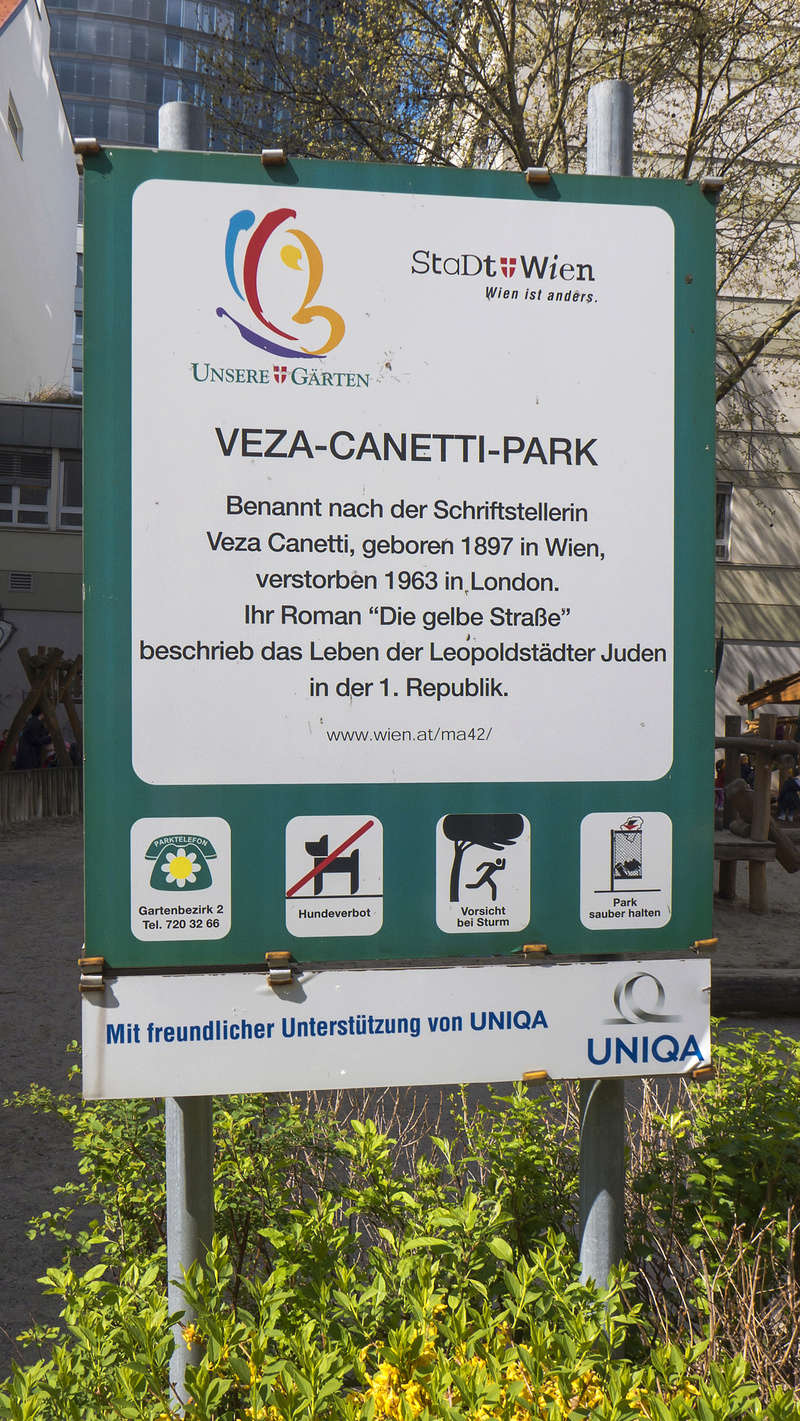 StaDt Wien
Wien ist anders.
UNSERE GÄRTEN
VEZA-CANETTI-PARK
Benannt nach der Schriftstellerin
Veza Canetti, geboren 1897 in Wien,
verstorben 1963 in London.
Ihr Roman “Die gelbe Straße”
beschrieb das Leben der Leopoldstädter Juden
in der 1. Republik.
www.wien.at/ma42/
PARKTELEFON
Gartenbezirk 2
Tel. 720 32 66
Hundeverbot
Vorsicht
bei Sturm
Park
sauber halten
Mit freundlicher Unterstützung von UNIQA
UNIQA